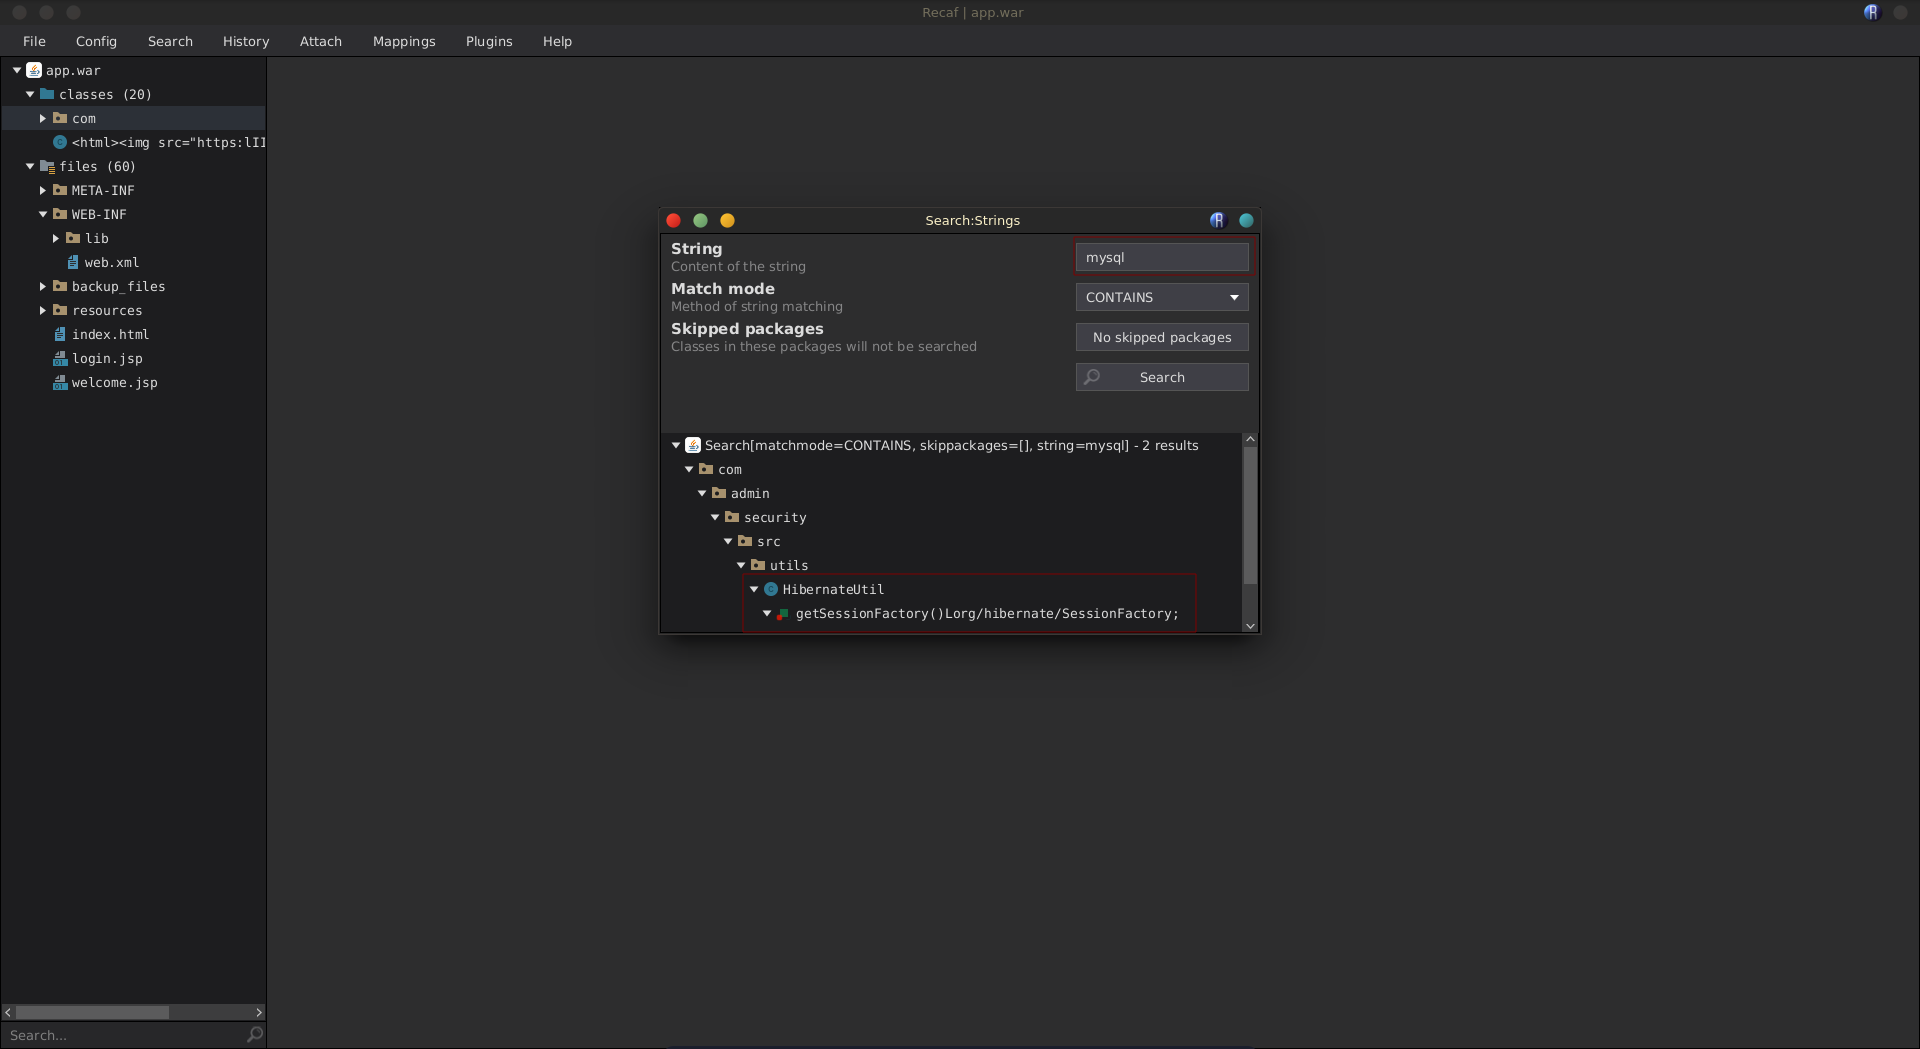 Recaf | app.war
File Config Search History Attach Mappings Plugins Help
app.war
classes (20)
com
<html><img src="https:lII
files (60)
META-INF
WEB-INF
lib
web.xml
backup_files
resources
index.html
login.jsp
welcome.jsp
Search...
Search:Strings
String
Content of the string
mysql
Match mode
Method of string matching
CONTAINS
Skipped packages
Classes in these packages will not be searched
No skipped packages
Search
Search[matchmode=CONTAINS, skippackages=[], string=mysql] - 2 results
com
admin
security
src
utils
HibernateUtil
getSessionFactory()Lorg/hibernate/SessionFactory;